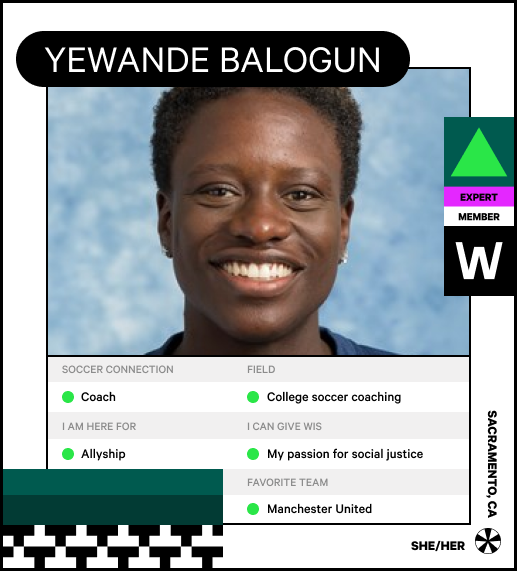 YEWANDE BALOGUN
EXPERT
MEMBER
W
SOCCER CONNECTION
FIELD
Coach
College soccer coaching
I AM HERE FOR
I CAN GIVE WIS
Allyship
My passion for social justice
FAVORITE TEAM
Manchester United
SACRAMENTO, CA
SHE/HER